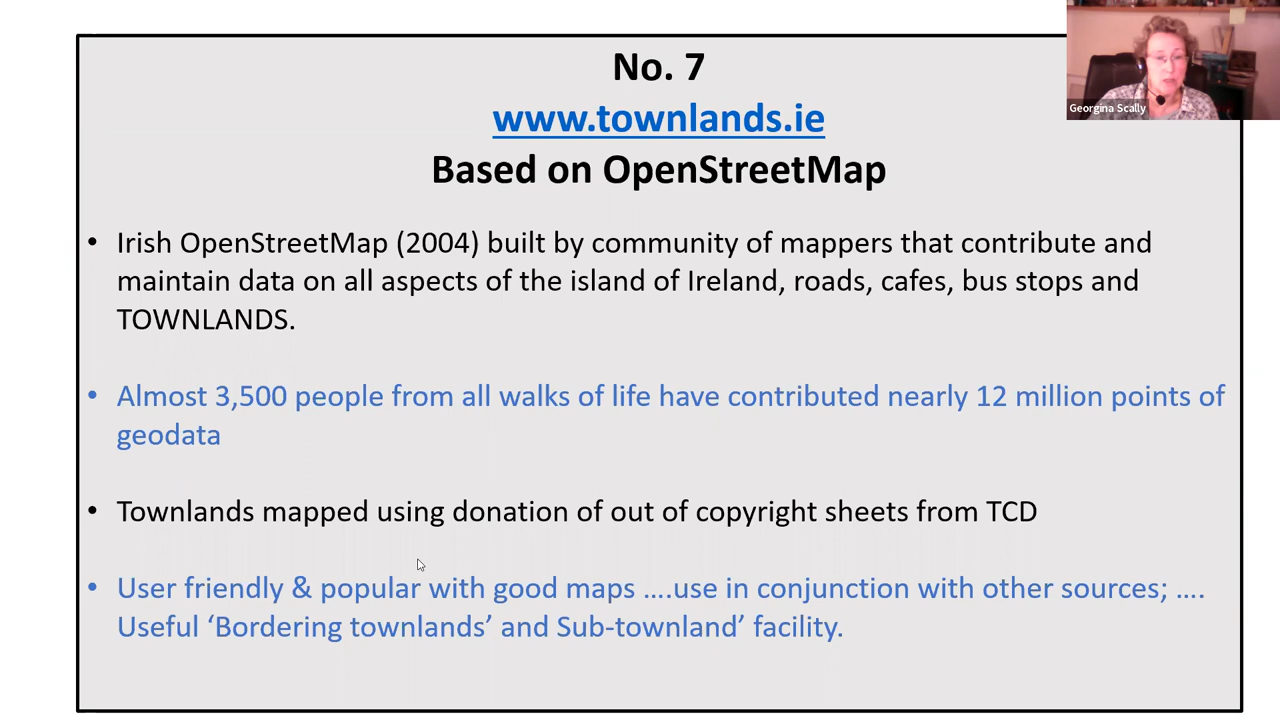 No. 7
www.townlands.ie
Based on OpenStreetMap
Georgina Scally
• Irish OpenStreetMap (2004) built by community of mappers that contribute and
maintain data on all aspects of the island of Ireland, roads, cafes, bus stops and
TOWNLANDS.
• Almost 3,500 people from all walks of life have contributed nearly 12 million points of
geodata
• Townlands mapped using donation of out of copyright sheets from TCD
• User friendly & popular with good maps ….use in conjunction with other sources; ….
Useful ‘Bordering townlands’ and Sub-townland’ facility.